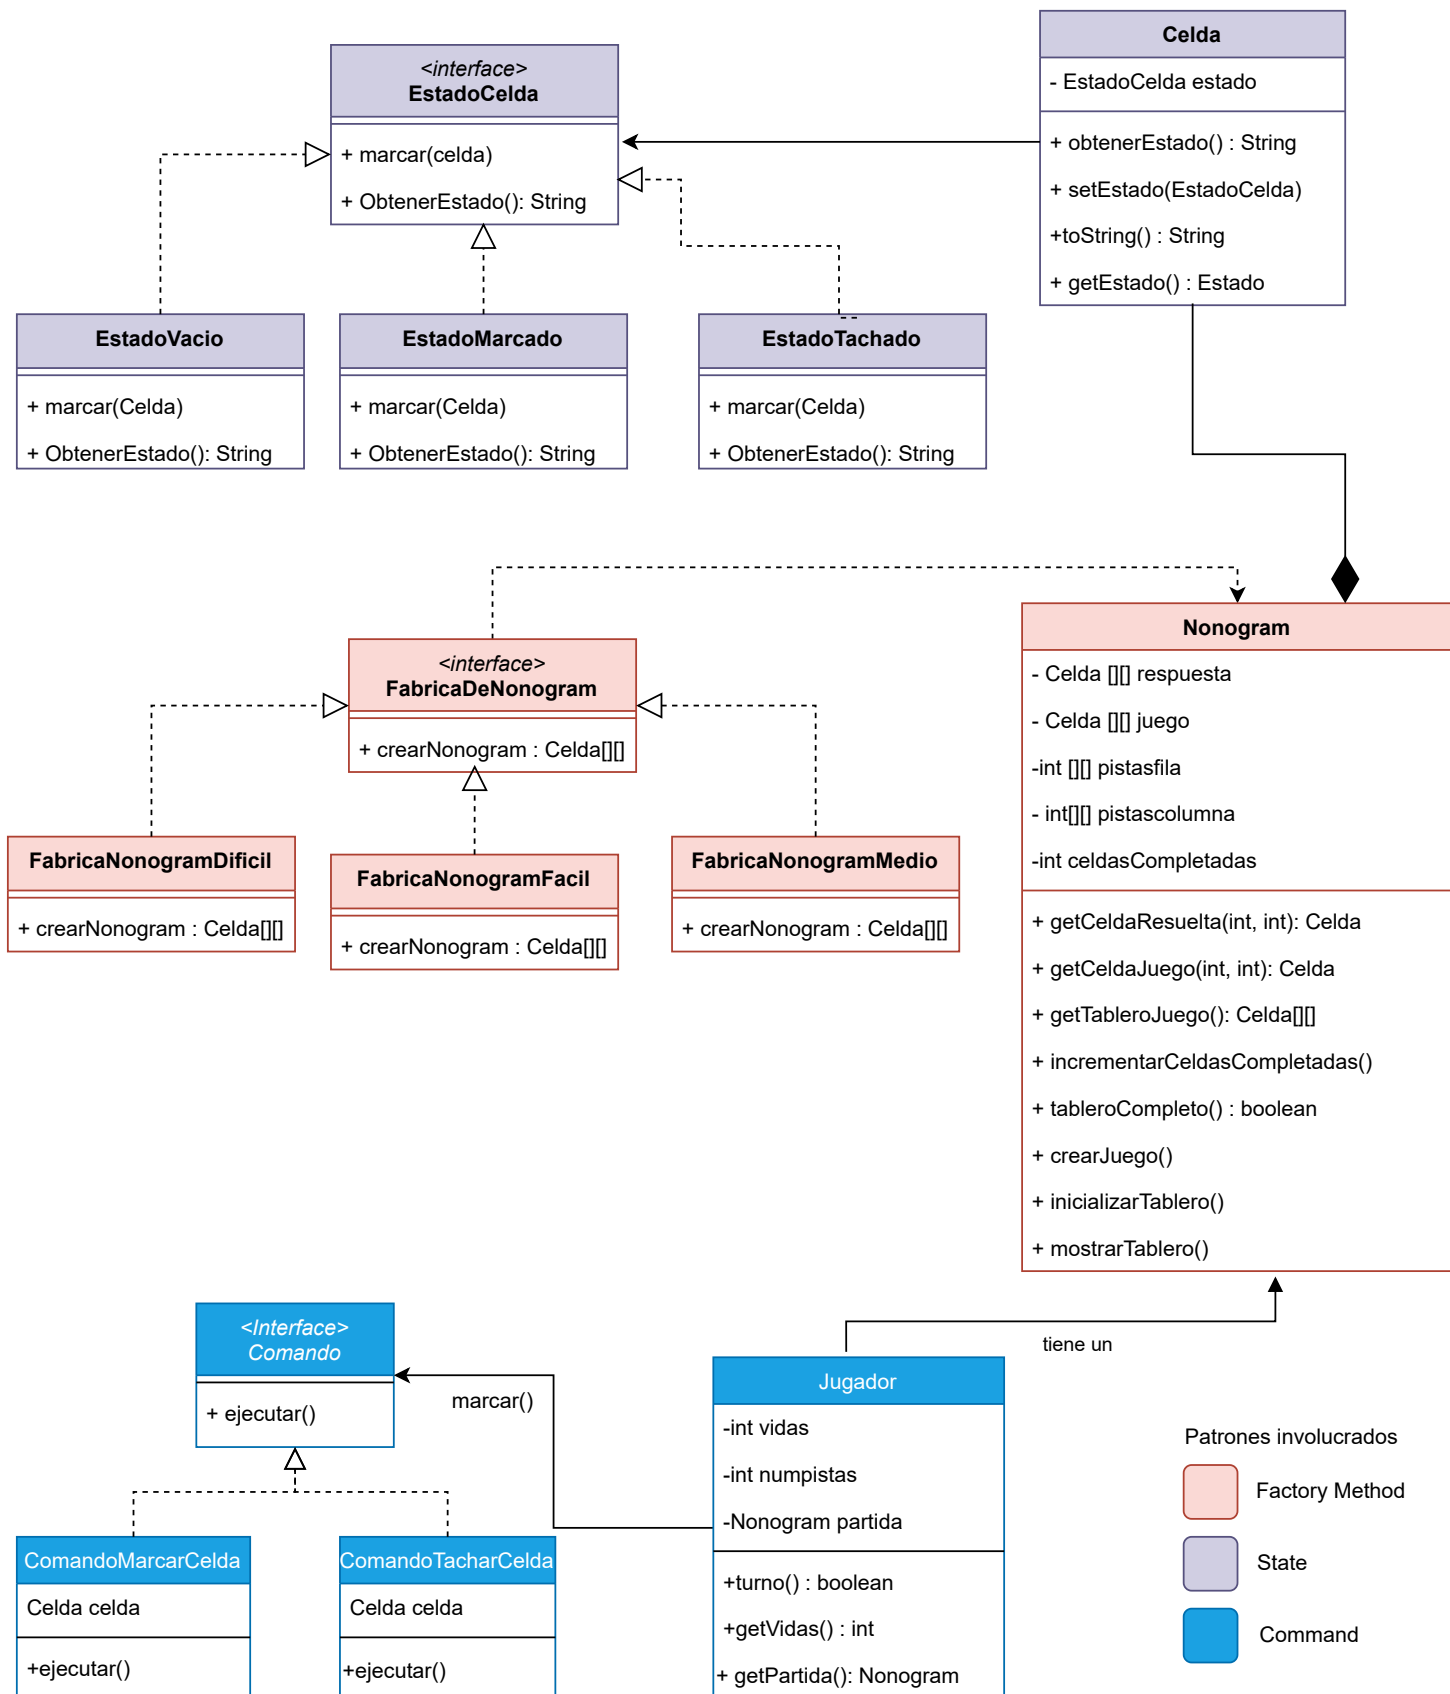 <interface>
EstadoCelda
+ marcar(celda)
+ ObtenerEstado(): String
Celda
- EstadoCelda estado
+ obtenerEstado() : String
+ setEstado(EstadoCelda)
+toString() : String
+ getEstado() : Estado
EstadoVacio
+ marcar(Celda)
+ ObtenerEstado(): String
EstadoMarcado
+ marcar(Celda)
+ ObtenerEstado(): String
EstadoTachado
+ marcar(Celda)
+ ObtenerEstado(): String
<interface>
FabricaDeNonogram
+ crearNonogram : Celda[][]
FabricaNonogramDificil
+ crearNonogram : Celda[][]
FabricaNonogramFacil
+ crearNonogram : Celda[][]
FabricaNonogramMedio
+ crearNonogram : Celda[][]
Nonogram
- Celda [][] respuesta
- Celda [][] juego
-int [][] pistasfila
- int[][] pistascolumna
-int celdasCompletadas
+ getCeldaResuelta(int, int): Celda
+ getCeldaJuego(int, int): Celda
+ getTableroJuego(): Celda[][]
+ incrementarCeldasCompletadas()
+ tableroCompleto() : boolean
+ crearJuego()
+ inicializarTablero()
+ mostrarTablero()
tiene un
<Interface>
Comando
+ ejecutar()
marcar()
ComandoMarcarCelda
Celda celda
+ejecutar()
ComandoTacharCelda
Celda celda
+ejecutar()
Jugador
-int vidas
-int numpistas
-Nonogram partida
+turno() : boolean
+getVidas() : int
+ getPartida(): Nonogram
Patrones involucrados
Factory Method
State
Command